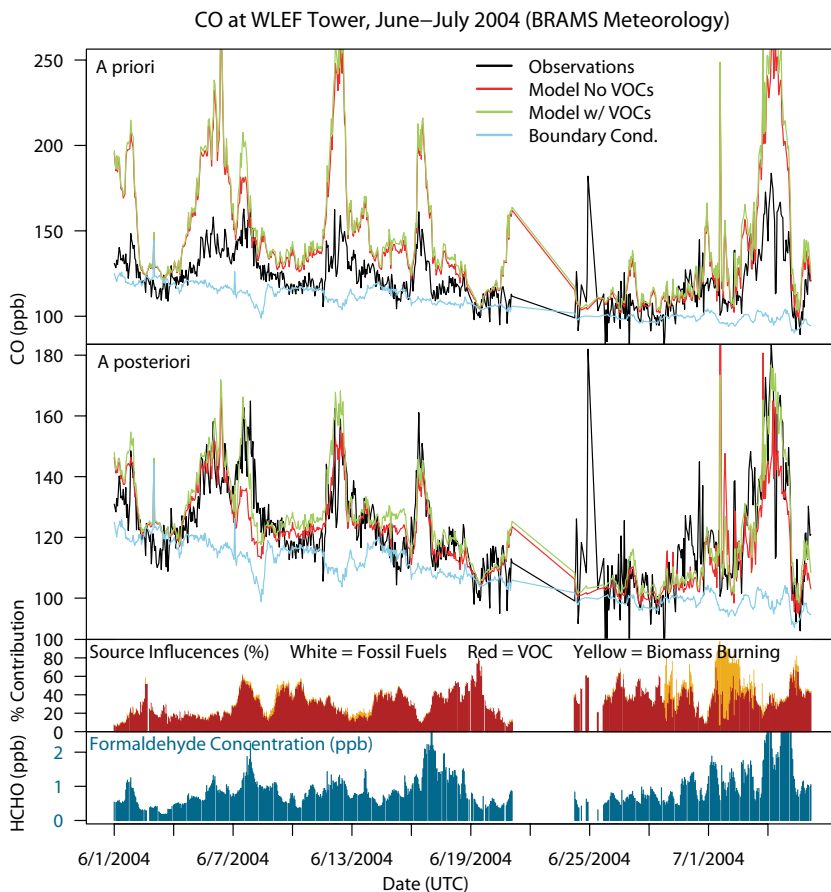 CO at WLEF Tower, June−July 2004 (BRAMS Meteorology)
A priori
Observations
Model No VOCs
Model w/ VOCs
Boundary Cond.
250
200
150
100
CO (ppb)
A posteriori
180
160
140
120
100
100
80
60
40
20
0
% Contribution
Source Influcences (%) White = Fossil Fuels Red = VOC Yellow = Biomass Burning
Formaldehyde Concentration (ppb)
2
1
0
HCHO (ppb)
6/1/2004 6/7/2004 6/13/2004 6/19/2004 6/25/2004 7/1/2004
Date (UTC)